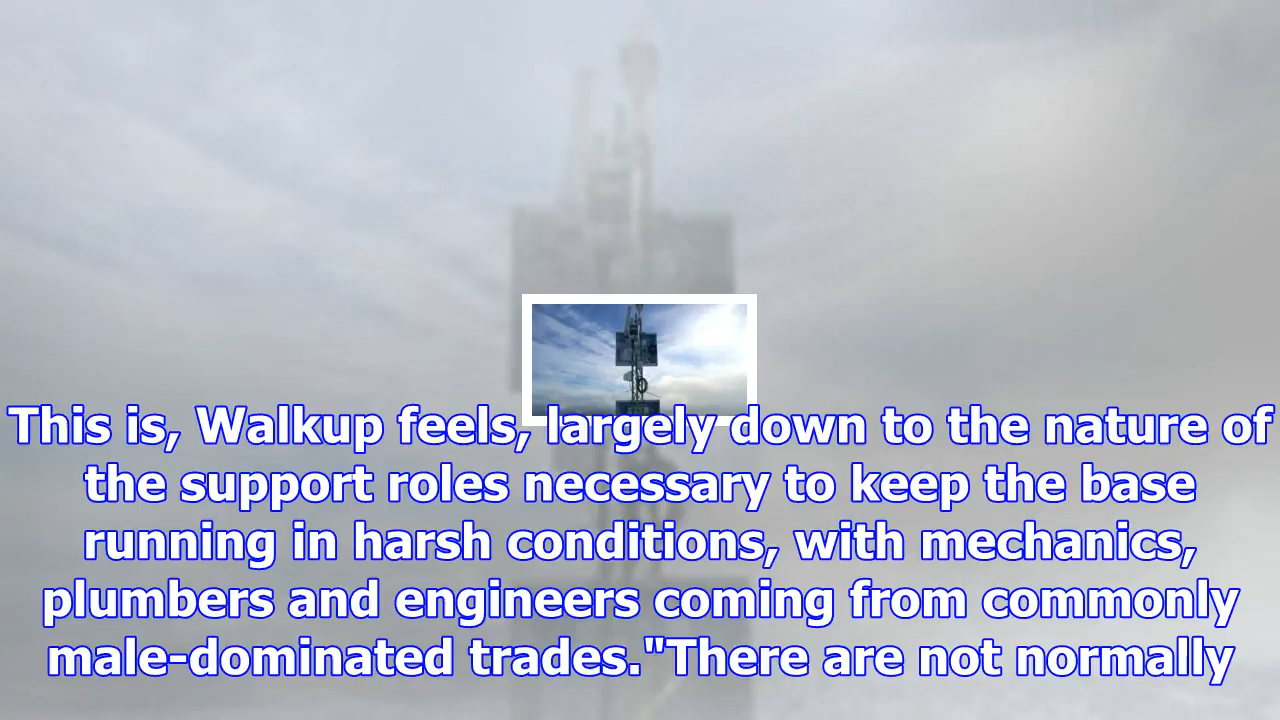 This is, Walkup feels, largely down to the nature of
the support roles necessary to keep the base
running in harsh conditions, with mechanics,
plumbers and engineers coming from commonly
male-dominated trades."There are not normally